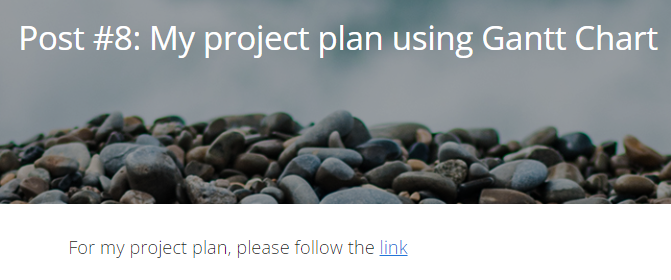 Post #8: My project plan using Gantt Chart
For my project plan, please follow the link